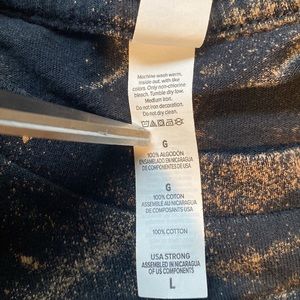 Machine wash warm,
inside out, with like
colors. Only non-chlorine
bleach. Tumble dry low.
Medium iron.
Do not iron decoration.
Do not dry clean.
G
100% ALGODÓN
ENSAMBLADO EN NICARAGUA
DE COMPONENTES DE USA
G
100% COTON
ASSEMBLÉ AU NICARAGUA
DE COMPOSANTS USA
100% COTTON
USA STRONG
ASSEMBLED IN NICARAGUA
OF US COMPONENTS
L